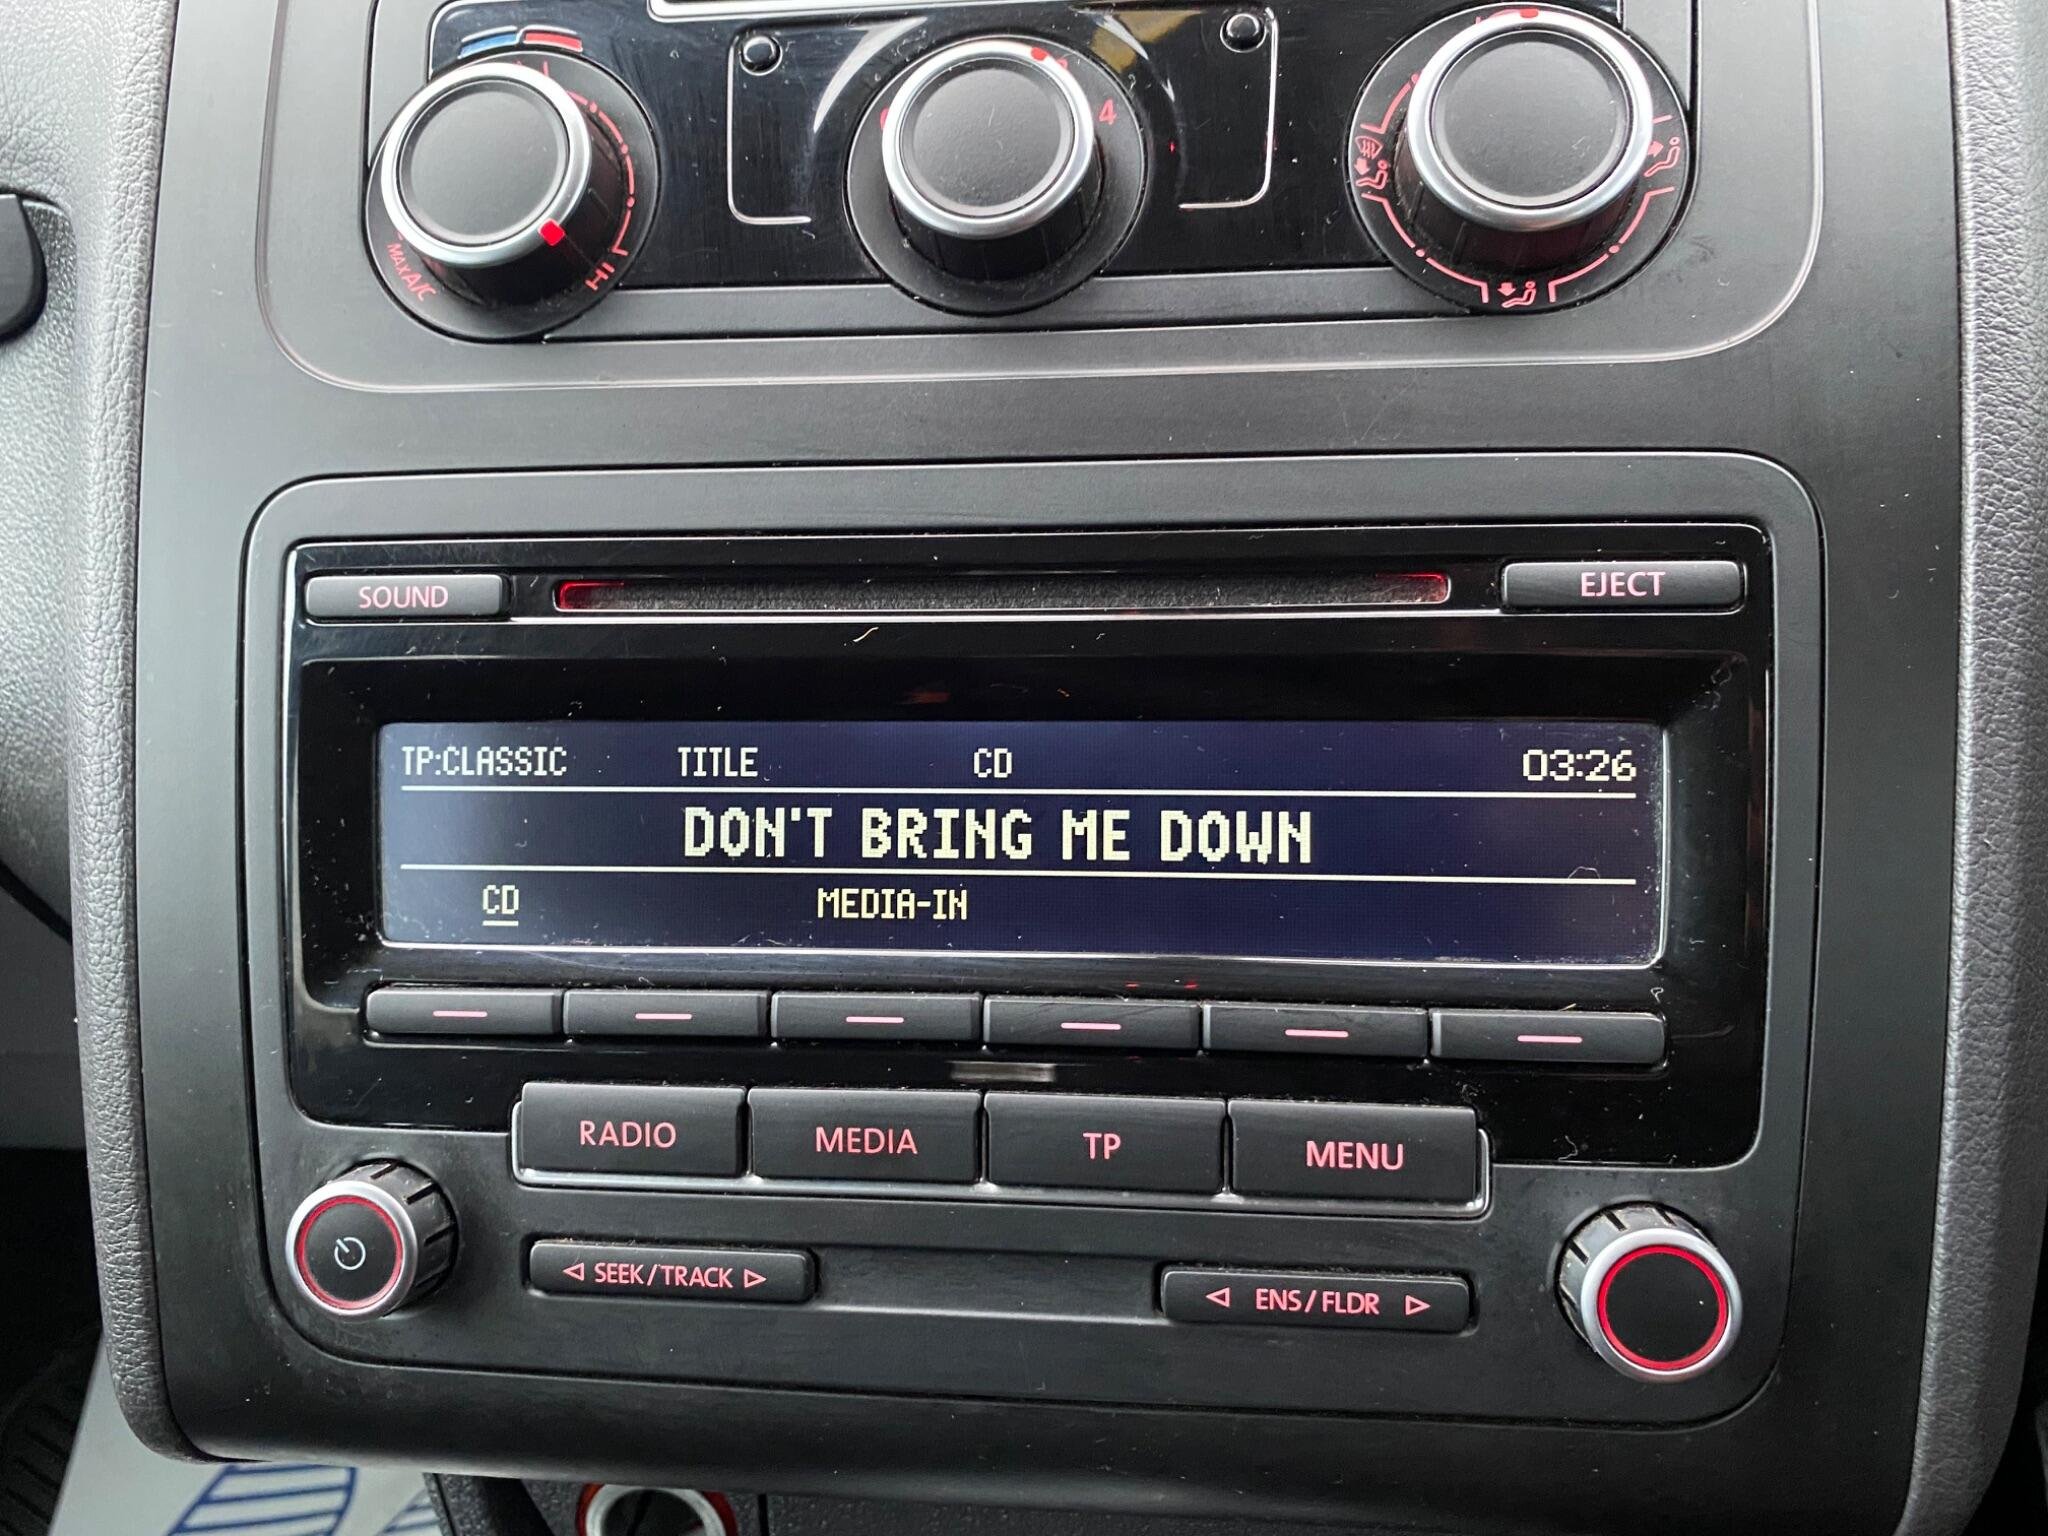 4
MAX A/C
HI
SOUND
EJECT
TP:CLASSIC TITLE CD 03:26
DON'T BRING ME DOWN
CD MEDIA-IN
RADIO MEDIA TP MENU
SEEK/TRACK
ENS/FLDR